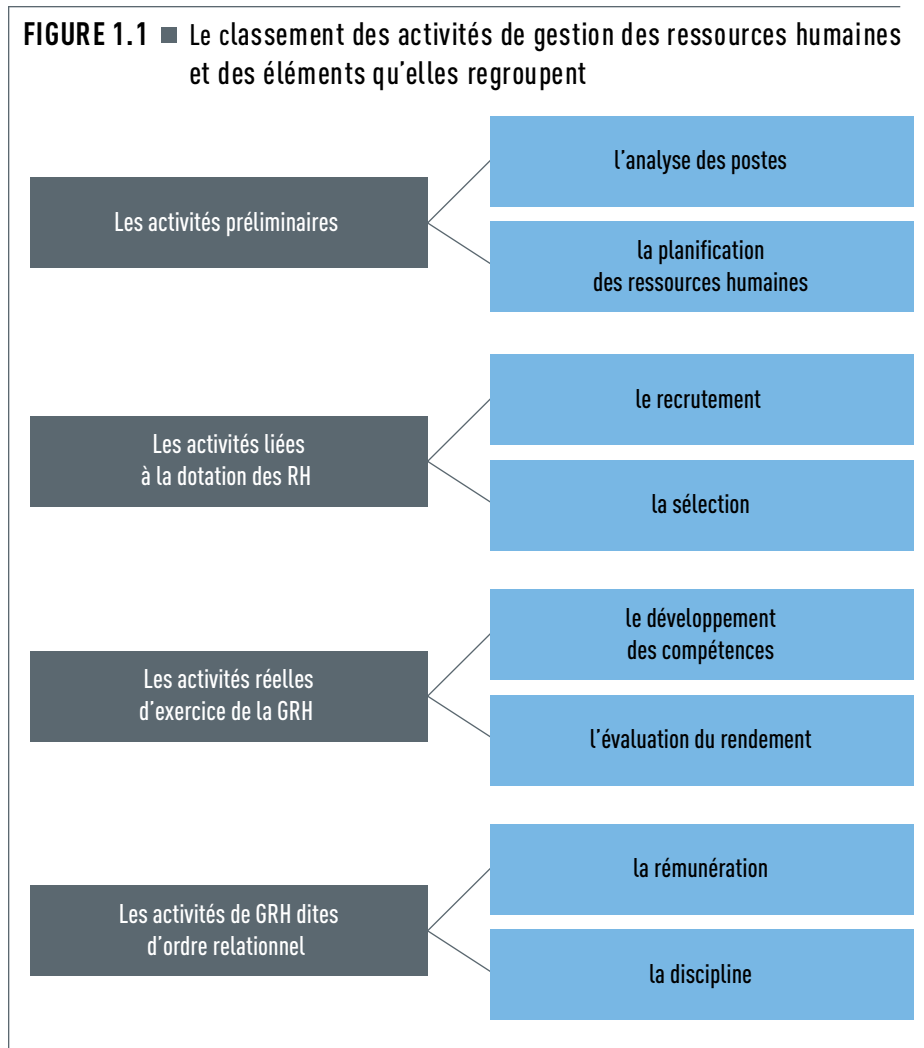 FIGURE 1.1 ■ Le classement des activités de gestion des ressources humaines
et des éléments qu'elles regroupent
Les activités préliminaires
l'analyse des postes
la planification
des ressources humaines
Les activités liées
à la dotation des RH
le recrutement
la sélection
Les activités réelles
d'exercice de la GRH
le développement
des compétences
l'évaluation du rendement
Les activités de GRH dites
d'ordre relationnel
la rémunération
la discipline